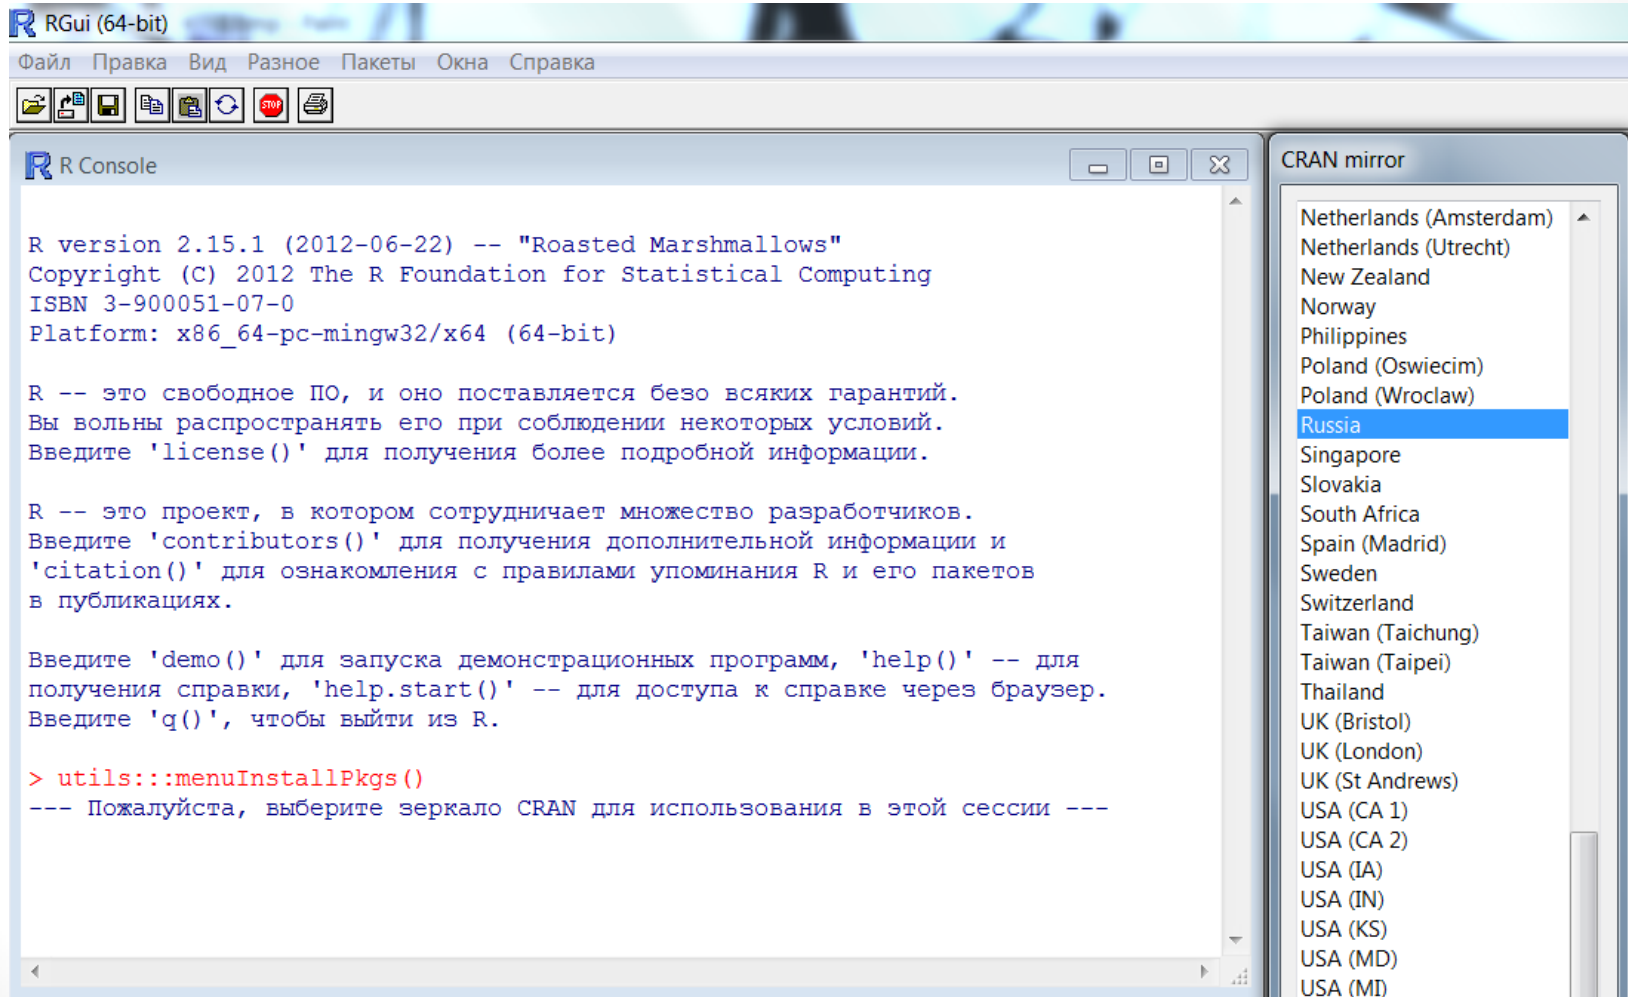 RGui (64-bit)
Файл Правка Вид Разное Пакеты Окна Справка
STOP
R Console
R version 2.15.1 (2012-06-22) -- "Roasted Marshmallows"
Copyright (C) 2012 The R Foundation for Statistical Computing
ISBN 3-900051-07-0
Platform: x86_64-pc-mingw32/x64 (64-bit)
R -- это свободное ПО, и оно поставляется безо всяких гарантий.
Вы вольны распространять его при соблюдении некоторых условий.
Введите 'license()' для получения более подробной информации.
R -- это проект, в котором сотрудничает множество разработчиков.
Введите 'contributors()' для получения дополнительной информации и
'citation()' для ознакомления с правилами упоминания R и его пакетов
в публикациях.
Введите 'demo()' для запуска демонстрационных программ, 'help()' -- для
получения справки, 'help.start()' -- для доступа к справке через браузер.
Введите 'q()', чтобы выйти из R.
> utils:::menuInstallPkgs()
--- Пожалуйста, выберите зеркало CRAN для использования в этой сессии ---
CRAN mirror
Netherlands (Amsterdam)
Netherlands (Utrecht)
New Zealand
Norway
Philippines
Poland (Oswiecim)
Poland (Wroclaw)
Russia
Singapore
Slovakia
South Africa
Spain (Madrid)
Sweden
Switzerland
Taiwan (Taichung)
Taiwan (Taipei)
Thailand
UK (Bristol)
UK (London)
UK (St Andrews)
USA (CA 1)
USA (CA 2)
USA (IA)
USA (IN)
USA (KS)
USA (MD)
USA (MI)